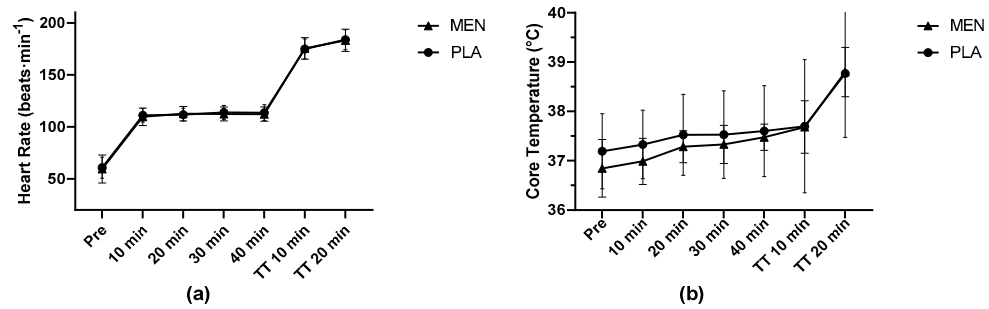 Heart Rate (beats·min⁻¹)
200
150
100
50
Pre
10 min
20 min
30 min
40 min
TT 10 min
TT 20 min
MEN
PLA
(a)
Core Temperature (°C)
40
39
38
37
36
Pre
10 min
20 min
30 min
40 min
TT 10 min
TT 20 min
MEN
PLA
(b)